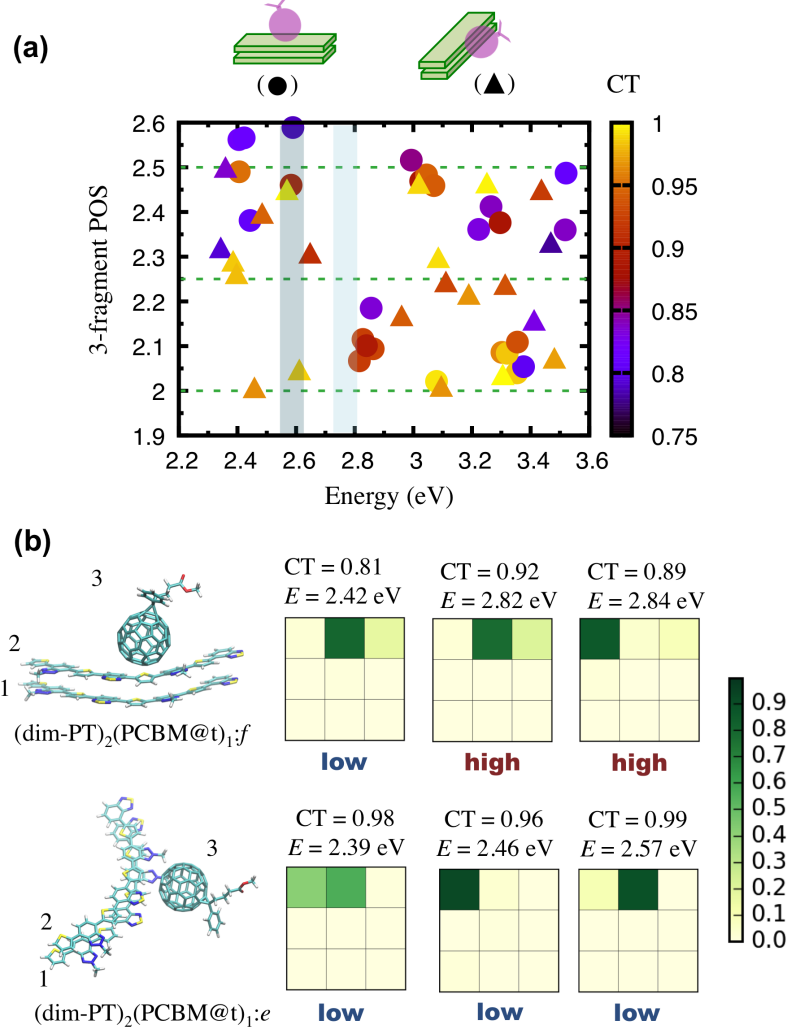 (a)
(●) (▲) CT
2.6
2.5
2.4
2.3
2.2
2.1
2
1.9
3-fragment POS
2.2 2.4 2.6 2.8 3 3.2 3.4 3.6
Energy (eV)
1
0.95
0.9
0.85
0.8
0.75
(b)
3
2
1
(dim-PT)₂(PCBM@t)₁:f
CT = 0.81
E = 2.42 eV
low
CT = 0.92
E = 2.82 eV
high
CT = 0.89
E = 2.84 eV
high
3
2
1
(dim-PT)₂(PCBM@t)₁:e
CT = 0.98
E = 2.39 eV
low
CT = 0.96
E = 2.46 eV
low
CT = 0.99
E = 2.57 eV
low
0.9
0.8
0.7
0.6
0.5
0.4
0.3
0.2
0.1
0.0